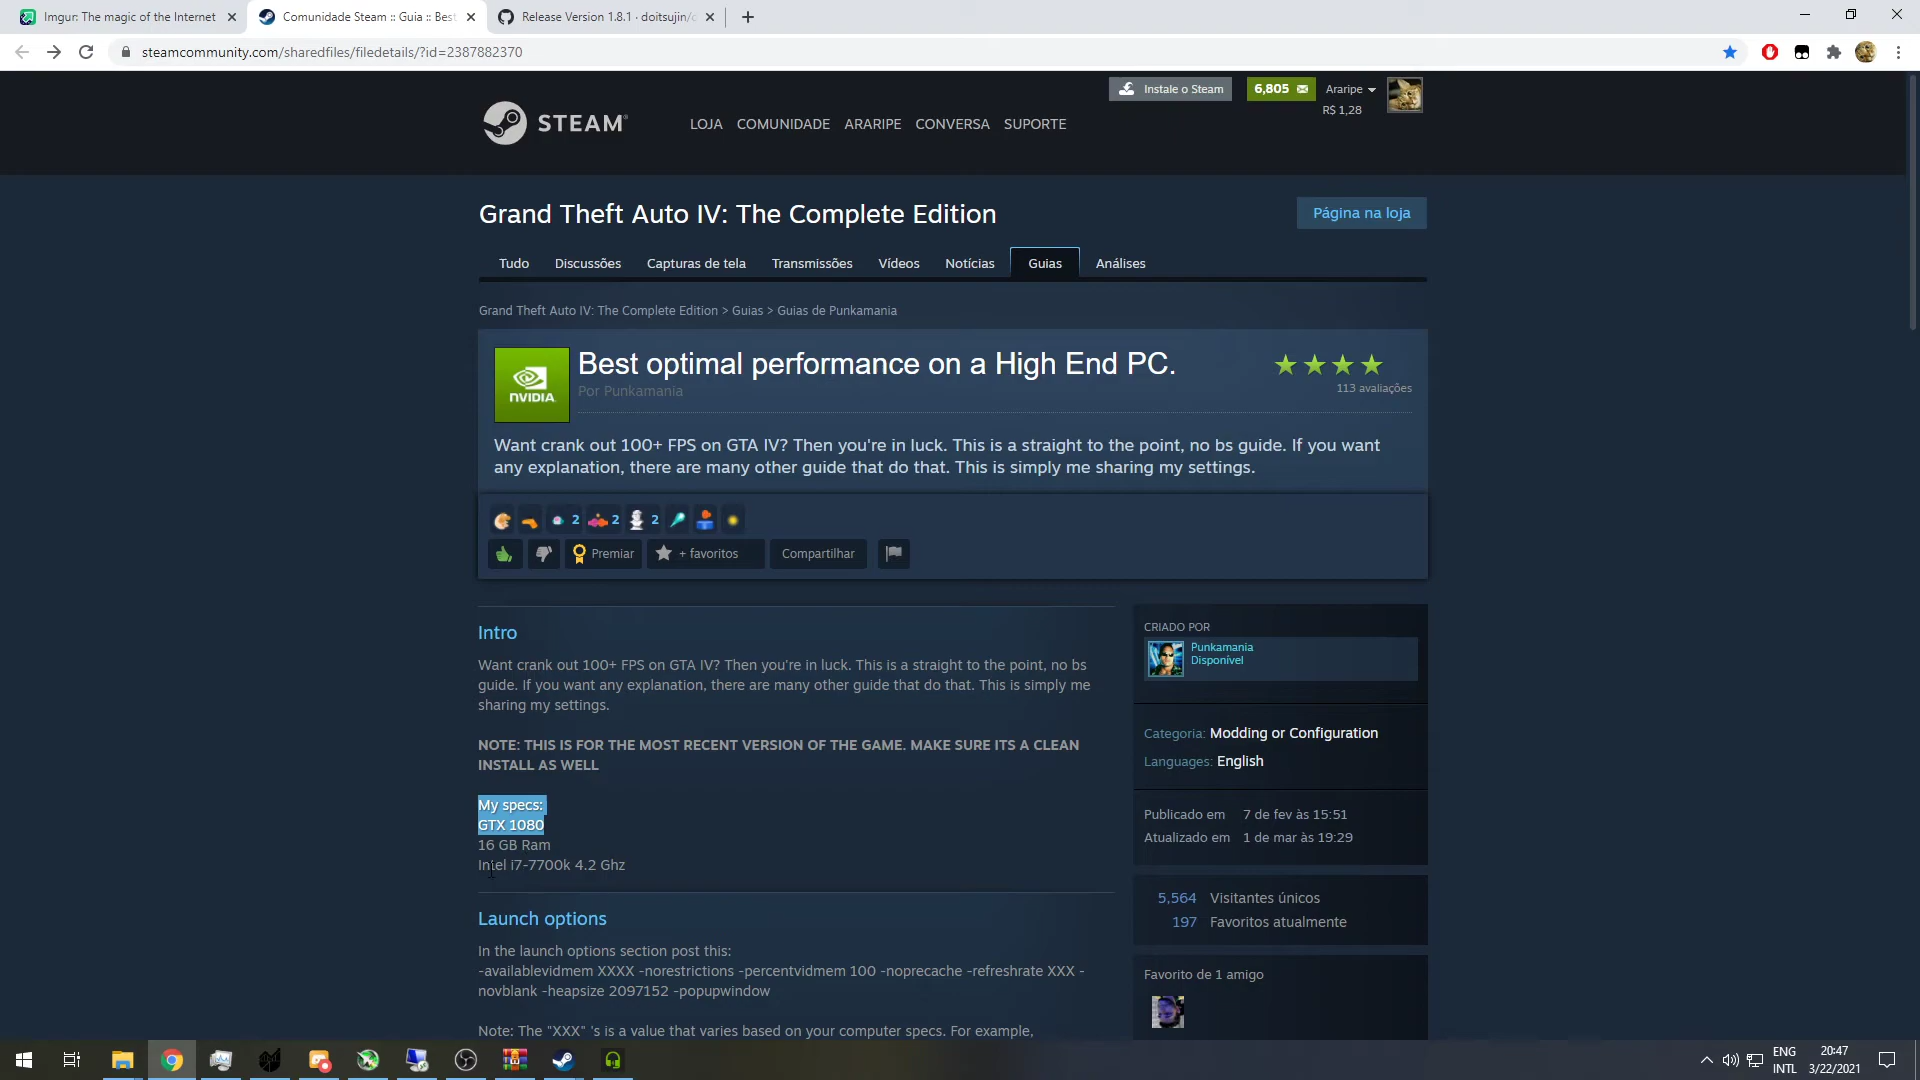 Imgur: The magic of the Internet
Comunidade Steam :: Guia :: Best
Release Version 1.8.1 · doitsujin/d
steamcommunity.com/sharedfiles/filedetails/?id=2387882370
Instale o Steam
6,805
Araripe
R$ 1,28
STEAM
LOJA COMUNIDADE ARARIPE CONVERSA SUPORTE
Grand Theft Auto IV: The Complete Edition
Página na loja
Tudo Discussões Capturas de tela Transmissões Vídeos Notícias Guias Análises
Grand Theft Auto IV: The Complete Edition > Guias > Guias de Punkamania
NVIDIA.
Best optimal performance on a High End PC.
Por Punkamania
113 avaliações
Want crank out 100+ FPS on GTA IV? Then you're in luck. This is a straight to the point, no bs guide. If you want
any explanation, there are many other guide that do that. This is simply me sharing my settings.
2 2 2
Premiar + favoritos Compartilhar
Intro
Want crank out 100+ FPS on GTA IV? Then you're in luck. This is a straight to the point, no bs
guide. If you want any explanation, there are many other guide that do that. This is simply me
sharing my settings.
NOTE: THIS IS FOR THE MOST RECENT VERSION OF THE GAME. MAKE SURE ITS A CLEAN
INSTALL AS WELL
My specs:
GTX 1080
16 GB Ram
Intel i7-7700k 4.2 Ghz
Launch options
In the launch options section post this:
-availablevidmem XXXX -norestrictions -percentvidmem 100 -noprecache -refreshrate XXX -
novblank -heapsize 2097152 -popupwindow
Note: The "XXX" 's is a value that varies based on your computer specs. For example,
CRIADO POR
Punkamania
Disponível
Categoria: Modding or Configuration
Languages: English
Publicado em 7 de fev às 15:51
Atualizado em 1 de mar às 19:29
5,564 Visitantes únicos
197 Favoritos atualmente
Favorito de 1 amigo
ENG
INTL
20:47
3/22/2021